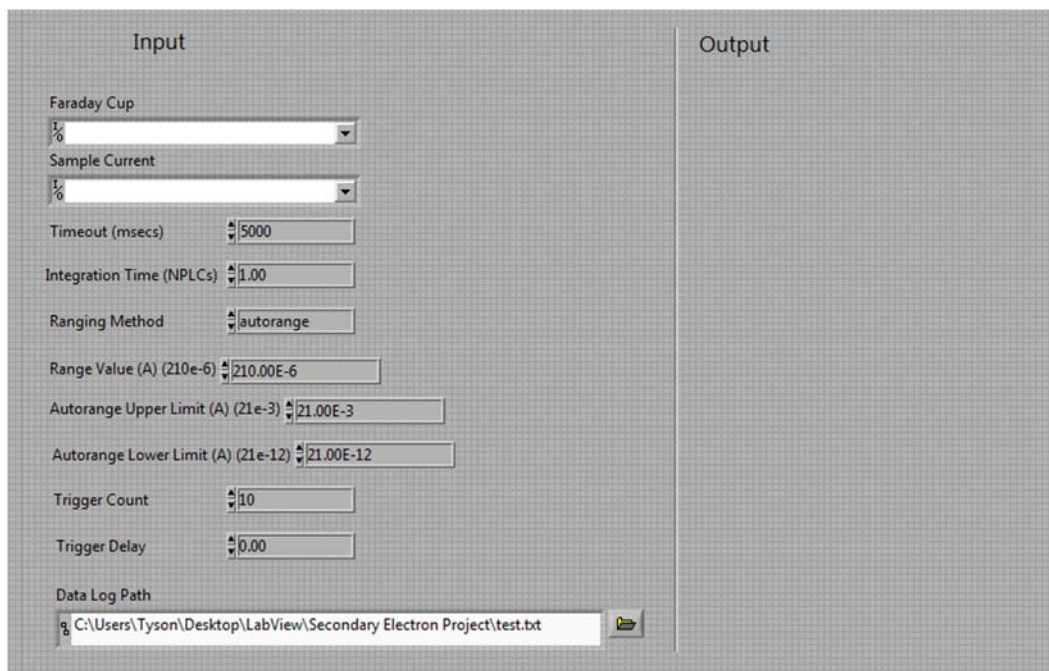 Input
Output
Faraday Cup
I/O
Sample Current
I/O
Timeout (msecs) 5000
Integration Time (NPLCs) 1.00
Ranging Method autorange
Range Value (A) (210e-6) 210.00E-6
Autorange Upper Limit (A) (21e-3) 21.00E-3
Autorange Lower Limit (A) (21e-12) 21.00E-12
Trigger Count 10
Trigger Delay 0.00
Data Log Path
C:\Users\Tyson\Desktop\LabView\Secondary Electron Project\test.txt